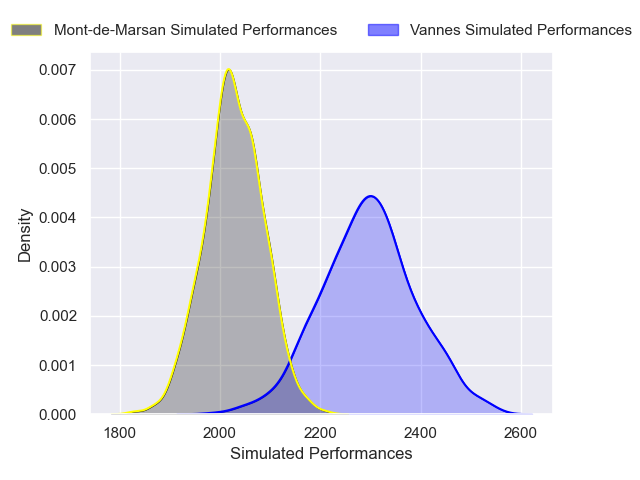 Mont-de-Marsan Simulated Performances Vannes Simulated Performances
0.007
0.006
0.005
0.004
0.003
0.002
0.001
0.000
Density
1800 2000 2200 2400 2600
Simulated Performances